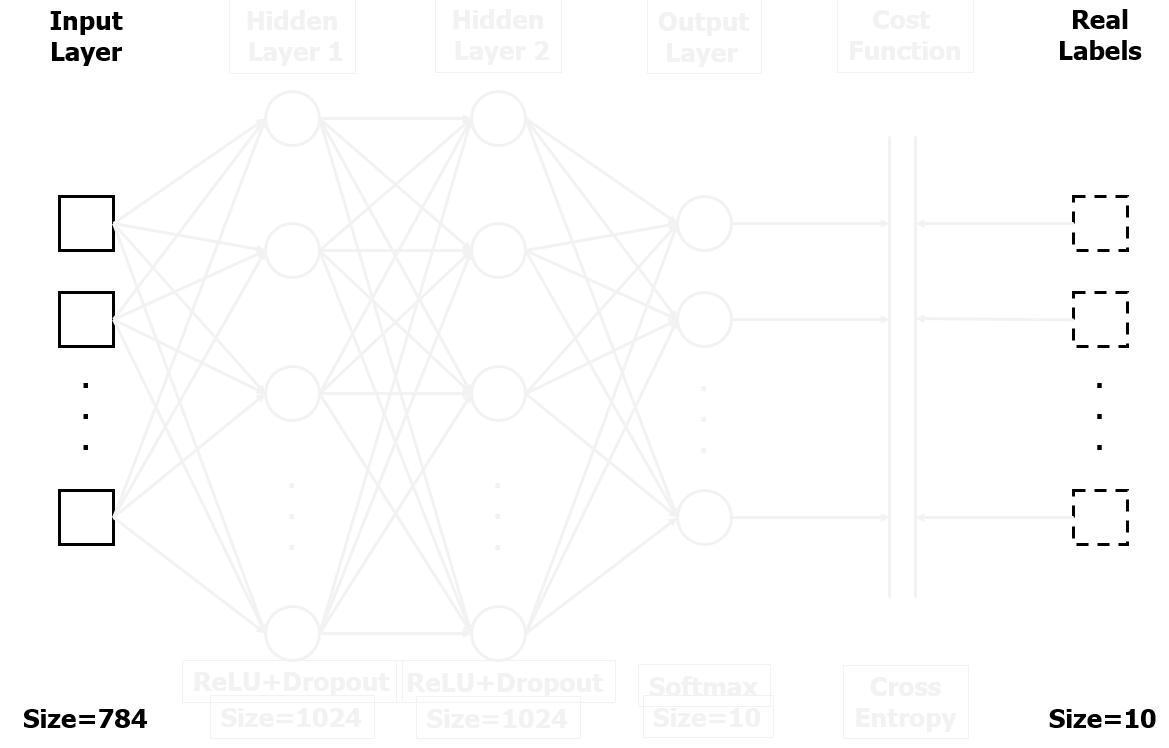 Input
Layer
Hidden
Layer 1
Hidden
Layer 2
Output
Layer
Cost
Function
Real
Labels
ReLU+Dropout
ReLU+Dropout
Softmax
Cross
Entropy
Size=784
Size=1024
Size=1024
Size=10
Size=10